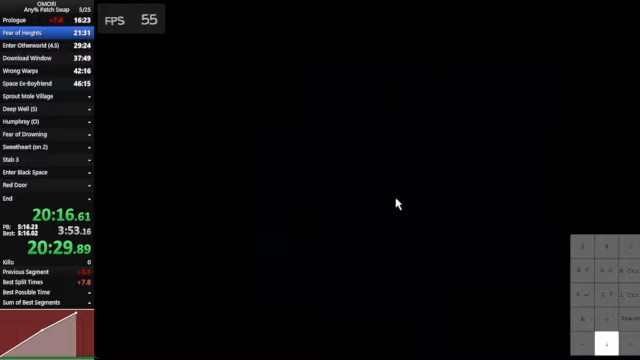 OMORI
Any% Patch Swap 5/25
Prologue +7.8 16:23
Fear of Heights 21:31
Enter Otherworld (4.5) 29:24
Download Window 37:49
Wrong Warps 42:16
Space Ex-Boyfriend 46:15
Sprout Mole Village -
Deep Well (5) -
Humphrey (O) -
Fear of Drowning -
Sweetheart (on 2) -
Stab 3 -
Enter Black Space -
Red Door -
End -
20:16.61
PB: 5:16.23
Best: 5:16.02 3:53.16
20:29.89
Kills: 0
Previous Segment
Best Split Times +7.8
Best Possible Time -
Sum of Best Segments -
FPS 55
Space